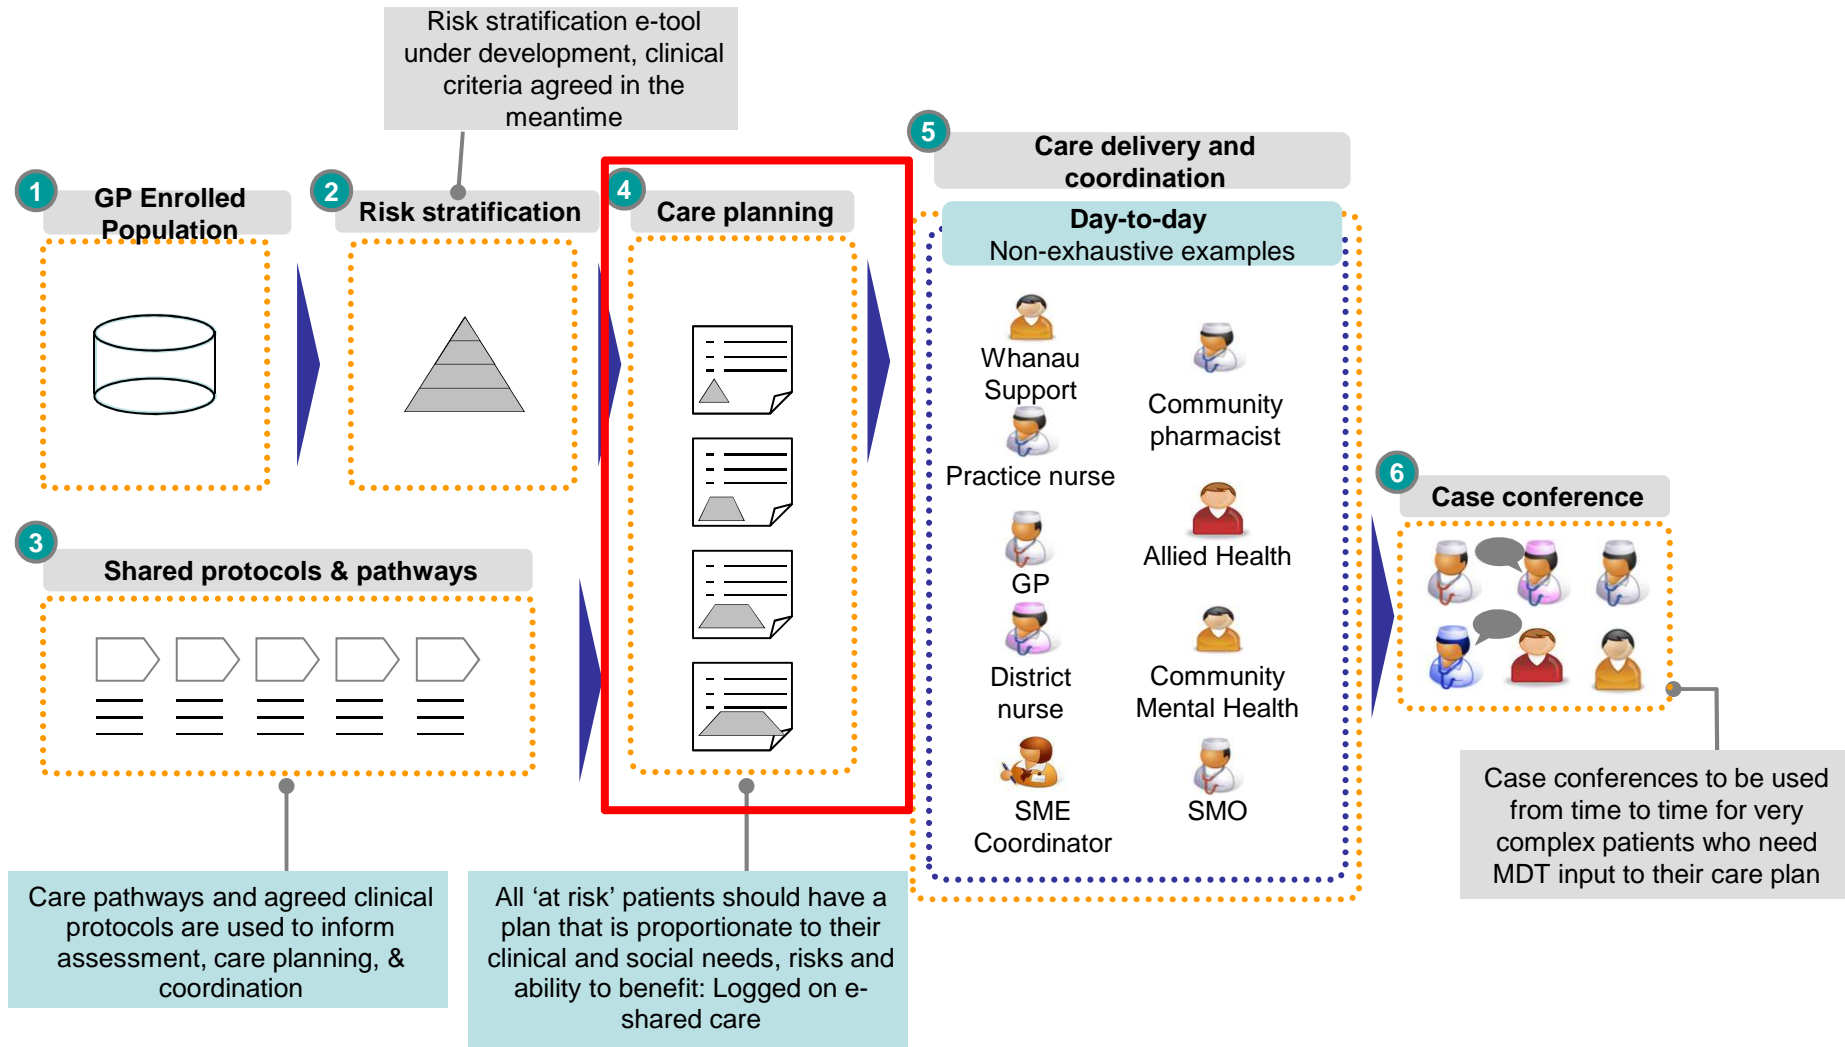 Risk stratification e-tool
under development, clinical
criteria agreed in the
meantime
1
GP Enrolled
Population
2
Risk stratification
3
Shared protocols & pathways
4
Care planning
5
Care delivery and
coordination
Day-to-day
Non-exhaustive examples
Whanau
Support
Community
pharmacist
Practice nurse
Allied Health
GP
District
nurse
Community
Mental Health
SME
Coordinator
SMO
6
Case conference
Care pathways and agreed clinical
protocols are used to inform
assessment, care planning, &
coordination
All ‘at risk’ patients should have a
plan that is proportionate to their
clinical and social needs, risks and
ability to benefit: Logged on e-
shared care
Case conferences to be used
from time to time for very
complex patients who need
MDT input to their care plan